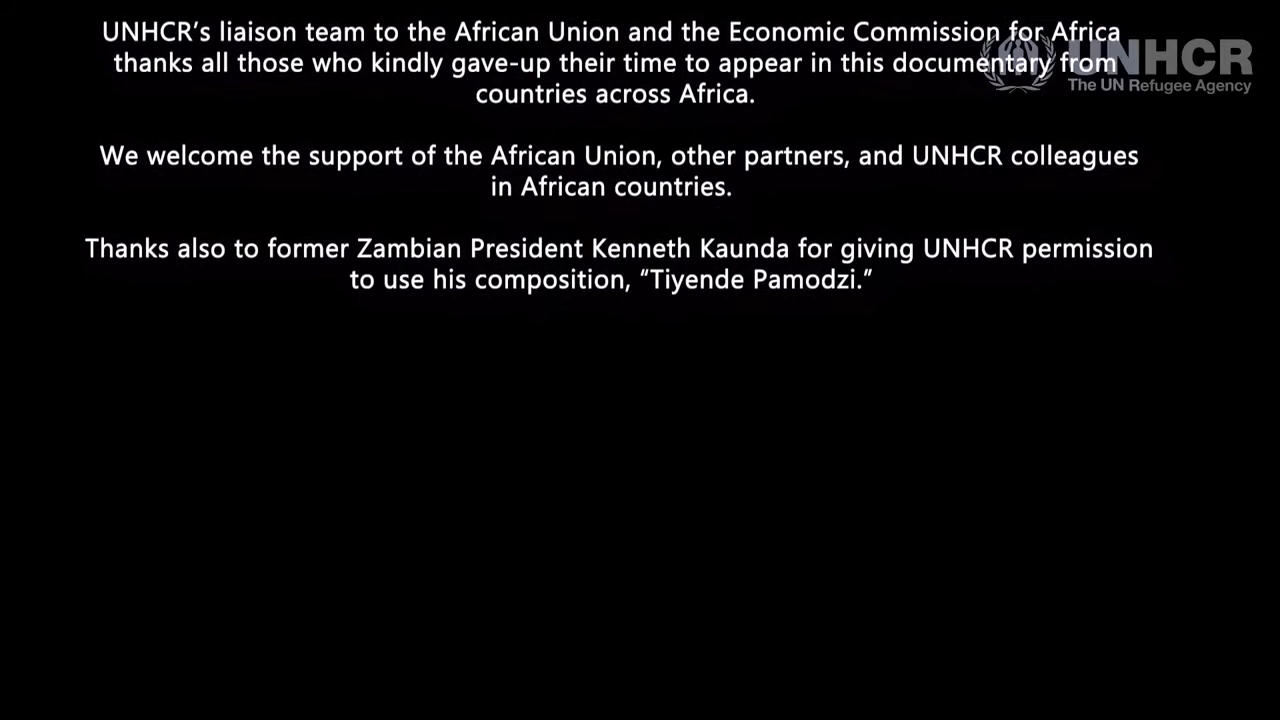 UNHCR’s liaison team to the African Union and the Economic Commission for Africa
thanks all those who kindly gave-up their time to appear in this documentary from
countries across Africa.
We welcome the support of the African Union, other partners, and UNHCR colleagues
in African countries.
Thanks also to former Zambian President Kenneth Kaunda for giving UNHCR permission
to use his composition, “Tiyende Pamodzi.”
UNHCR
The UN Refugee Agency